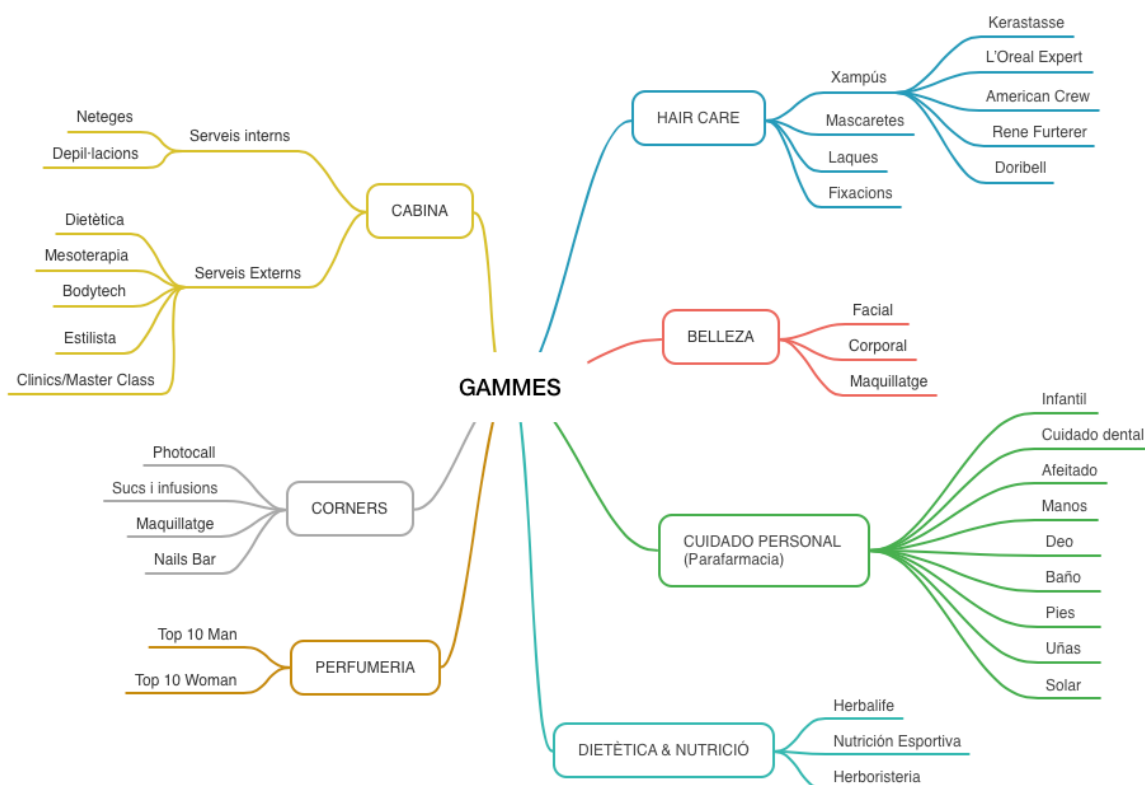 GAMMES
HAIR CARE
Xampús
Kerastasse
L'Oreal Expert
American Crew
Rene Furterer
Doribell
Mascaretes
Laques
Fixacions
BELLEZA
Facial
Corporal
Maquillatge
CUIDADO PERSONAL
(Parafarmacia)
Infantil
Cuidado dental
Afeitado
Manos
Deo
Baño
Pies
Uñas
Solar
DIETÈTICA & NUTRICIÓ
Herbalife
Nutrición Esportiva
Herboristeria
CABINA
Serveis interns
Neteges
Depil·lacions
Serveis Externs
Dietètica
Mesoterapia
Bodytech
Estilista
Clinics/Master Class
CORNERS
Photocall
Sucs i infusions
Maquillatge
Nails Bar
PERFUMERIA
Top 10 Man
Top 10 Woman